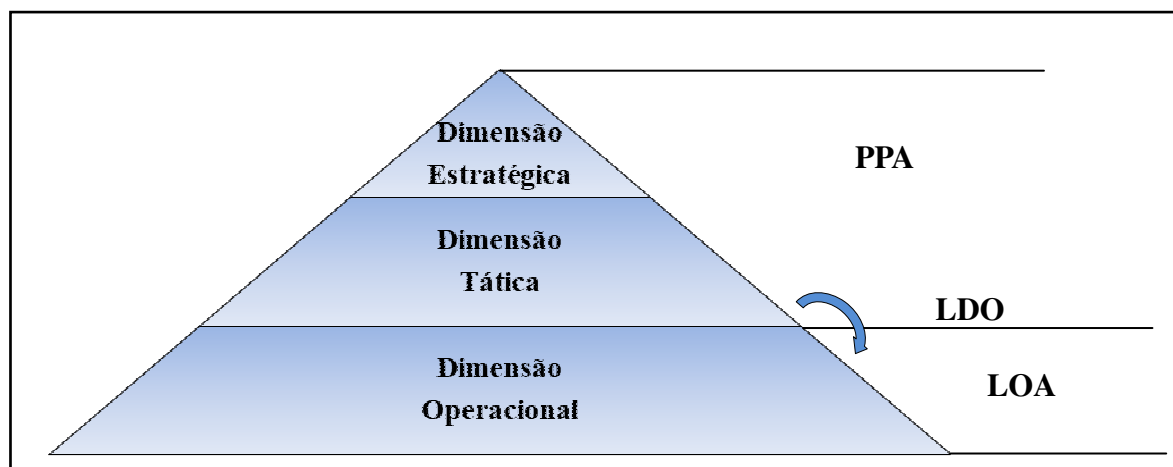 Dimensão
Estratégica
PPA
Dimensão
Tática
LDO
Dimensão
Operacional
LOA